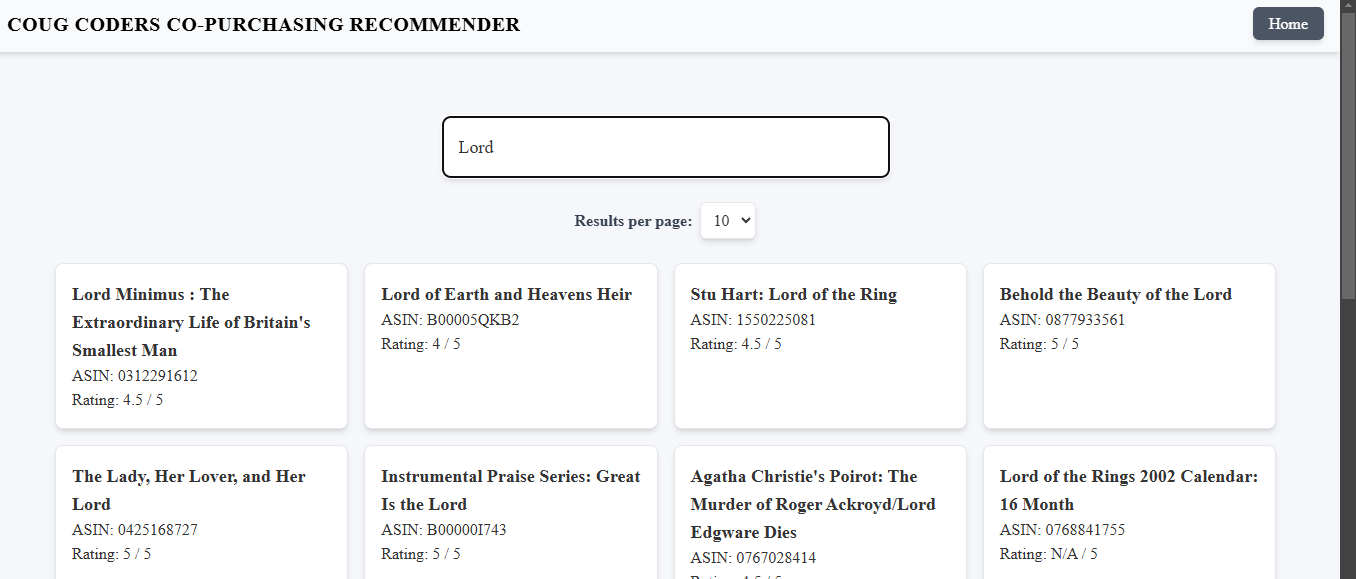 COUG CODERS CO-PURCHASING RECOMMENDER
Home
Lord
Results per page: 10
Lord Minimus : The
Extraordinary Life of Britain's
Smallest Man
ASIN: 0312291612
Rating: 4.5 / 5
Lord of Earth and Heavens Heir
ASIN: B00005QKB2
Rating: 4 / 5
Stu Hart: Lord of the Ring
ASIN: 1550225081
Rating: 4.5 / 5
Behold the Beauty of the Lord
ASIN: 0877933561
Rating: 5 / 5
The Lady, Her Lover, and Her
Lord
ASIN: 0425168727
Rating: 5 / 5
Instrumental Praise Series: Great
Is the Lord
ASIN: B00000I743
Rating: 5 / 5
Agatha Christie's Poirot: The
Murder of Roger Ackroyd/Lord
Edgware Dies
ASIN: 0767028414
Lord of the Rings 2002 Calendar:
16 Month
ASIN: 0768841755
Rating: N/A / 5